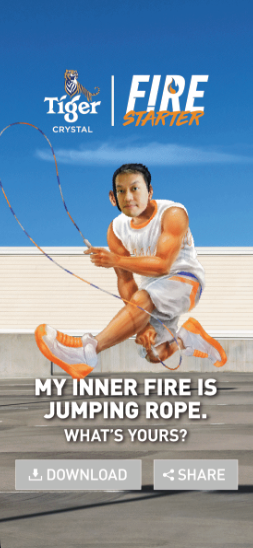 Tiger
CRYSTAL
FIRE
STARTER
MY INNER FIRE IS
JUMPING ROPE.
WHAT'S YOURS?
DOWNLOAD
SHARE